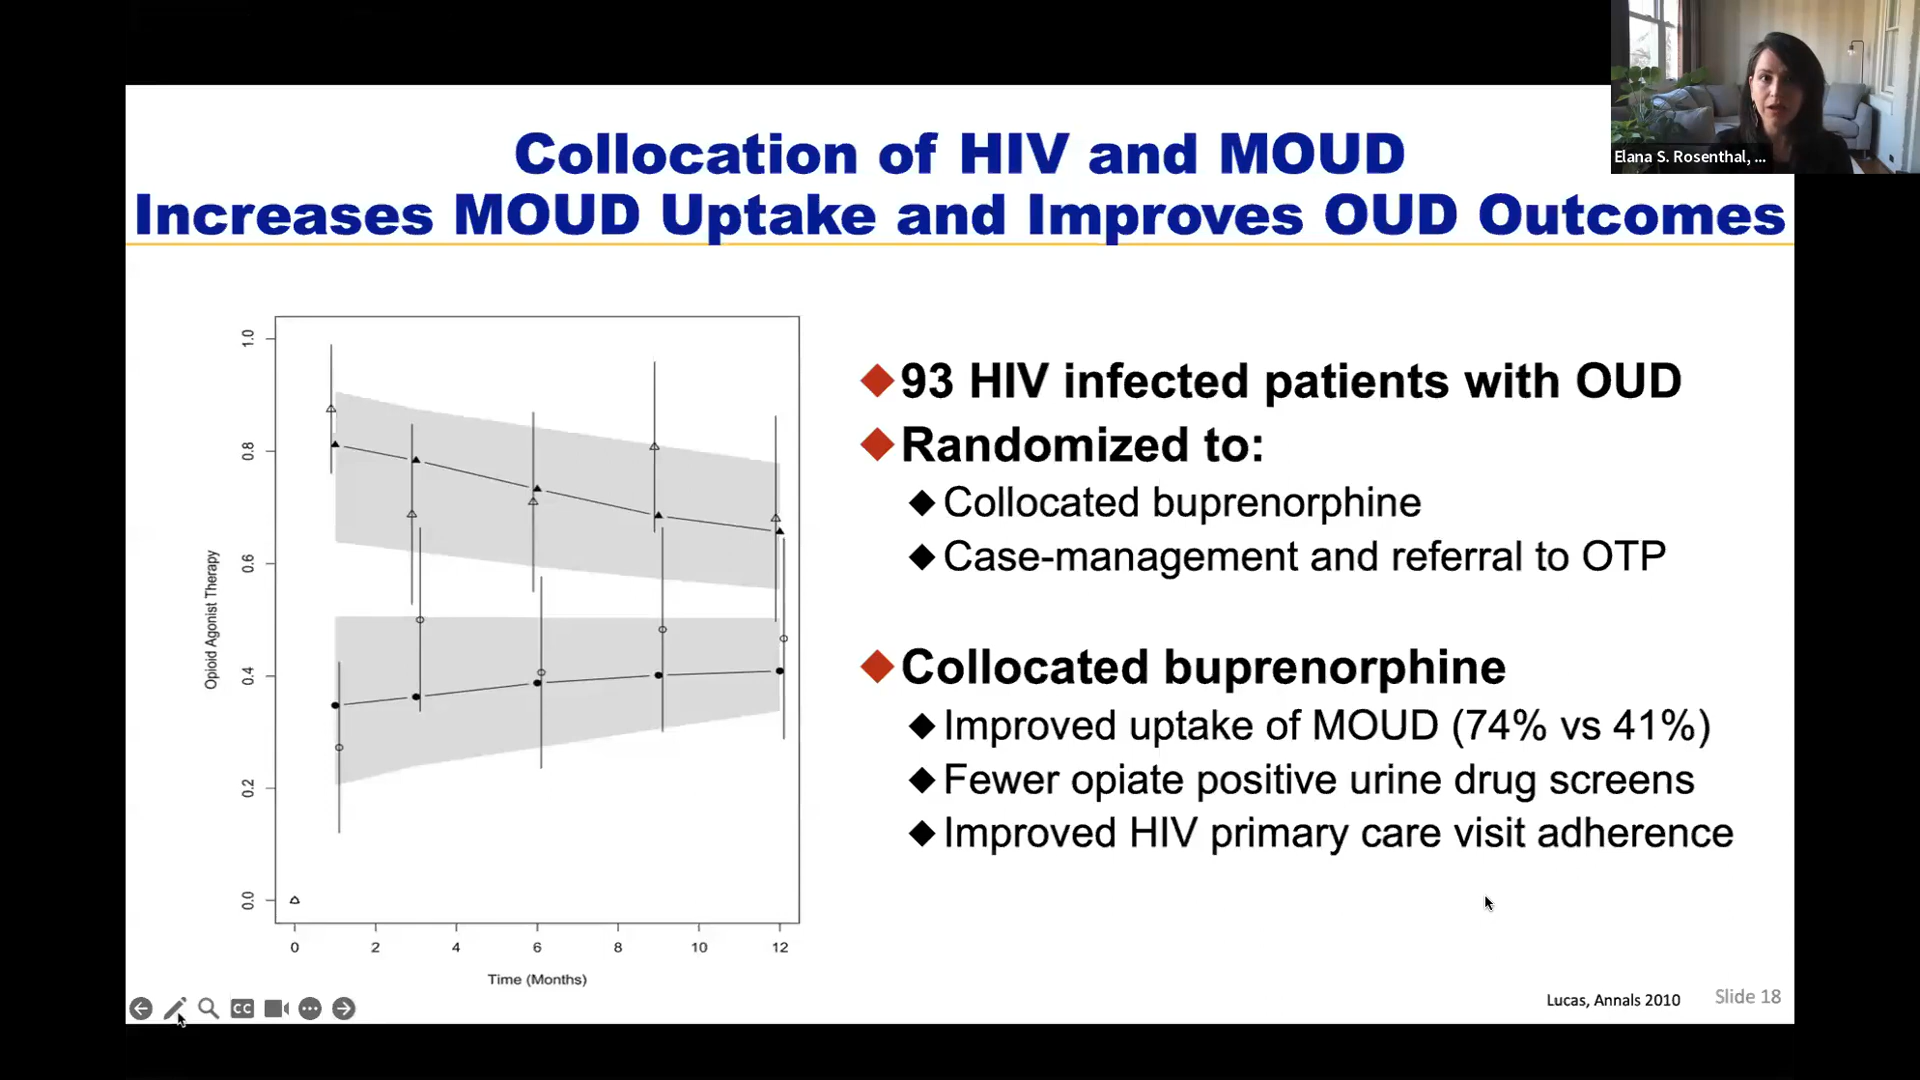 Elana S. Rosenthal, ...
Collocation of HIV and MOUD
Increases MOUD Uptake and Improves OUD Outcomes
93 HIV infected patients with OUD
Randomized to:
Collocated buprenorphine
Case-management and referral to OTP
Collocated buprenorphine
Improved uptake of MOUD (74% vs 41%)
Fewer opiate positive urine drug screens
Improved HIV primary care visit adherence
Opioid Agonist Therapy
1.0
0.8
0.6
0.4
0.2
0.0
0 2 4 6 8 10 12
Time (Months)
CC
Lucas, Annals 2010
Slide 18